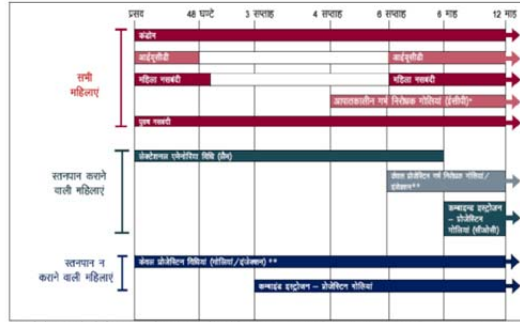 प्रसव 48 घण्टे 3 सप्ताह 4 सप्ताह 6 सप्ताह 6 माह 12 माह
कंडोम
आईयूसीडी आईयूसीडी
सभी
महिलाएं
महिला नसबंदी महिला नसबंदी
आपातकालीन गर्भ निरोधक गोलियां (ईसीपी)*
पुरुष नसबंदी
स्तनपान कराने
वाली महिलाएं
लेक्टेशनल एमेनोरिया विधि (लैम)
केवल प्रोजेस्टिन गर्भ निरोधक गोलियां/
इंजेक्शन**
कम्बाइन्ड इस्ट्रोजन
– प्रोजेस्टिन
गोलियां (सीओसी)
स्तनपान न
कराने वाली महिलाएं
केवल प्रोजेस्टिन विधियां (गोलियां/इंजेक्शन) **
कम्बाइंड इस्ट्रोजन – प्रोजेस्टिन गोलियां